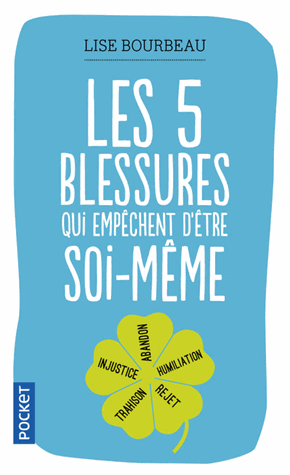 LISE BOURBEAU
LES 5
BLESSURES
QUI EMPÊCHENT D'ÊTRE
SOI-MÊME
ABANDON
INJUSTICE
HUMILIATION
TRAHISON
REJET
POCKET